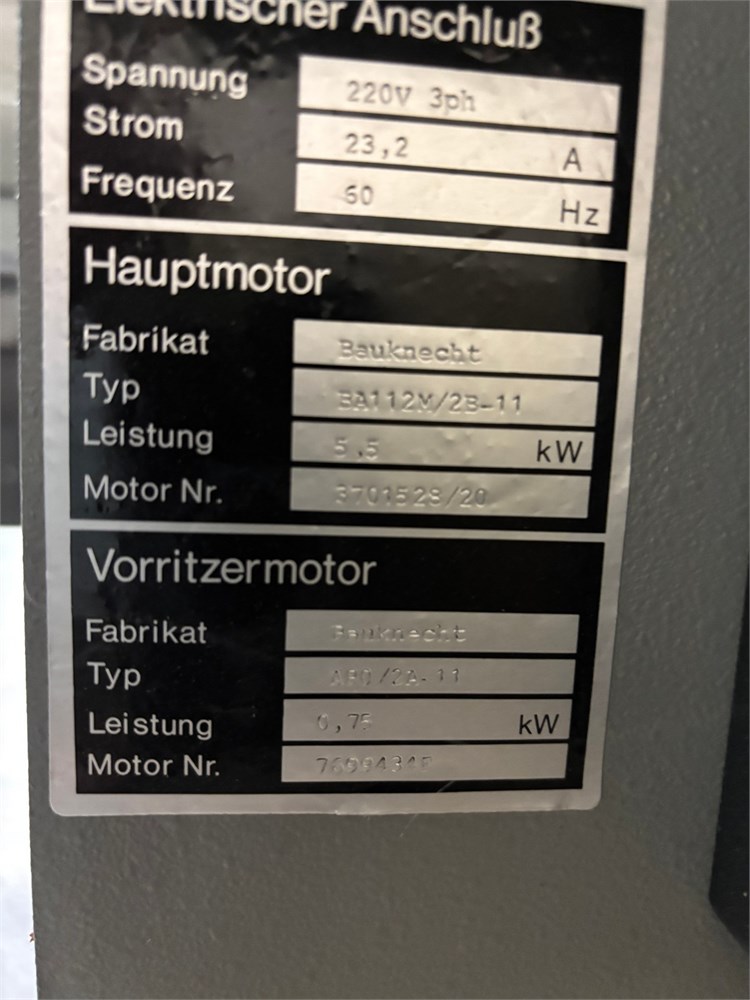 Elektrischer Anschluß
Spannung 220V 3ph
Strom 23,2 A
Frequenz 60 Hz
Hauptmotor
Fabrikat Bauknecht
Typ BA112M/2B-11
Leistung 5,5 kW
Motor Nr. 3701528/20
Vorritzermotor
Fabrikat Bauknecht
Typ
Leistung 0,75 kW
Motor Nr.